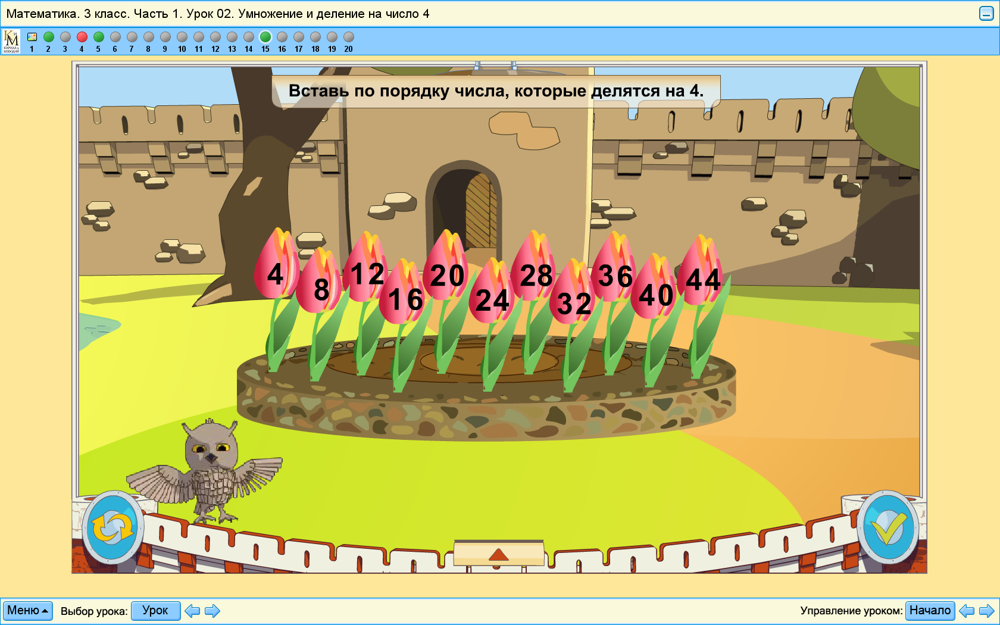 Математика. 3 класс. Часть 1. Урок 02. Умножение и деление на число 4
К и М
КИРИЛЛ и МЕФОДИЙ
1 2 3 4 5 6 7 8 9 10 11 12 13 14 15 16 17 18 19 20
Вставь по порядку числа, которые делятся на 4.
4 8 12 16 20 24 28 32 36 40 44
Меню Выбор урока: Урок Управление уроком: Начало